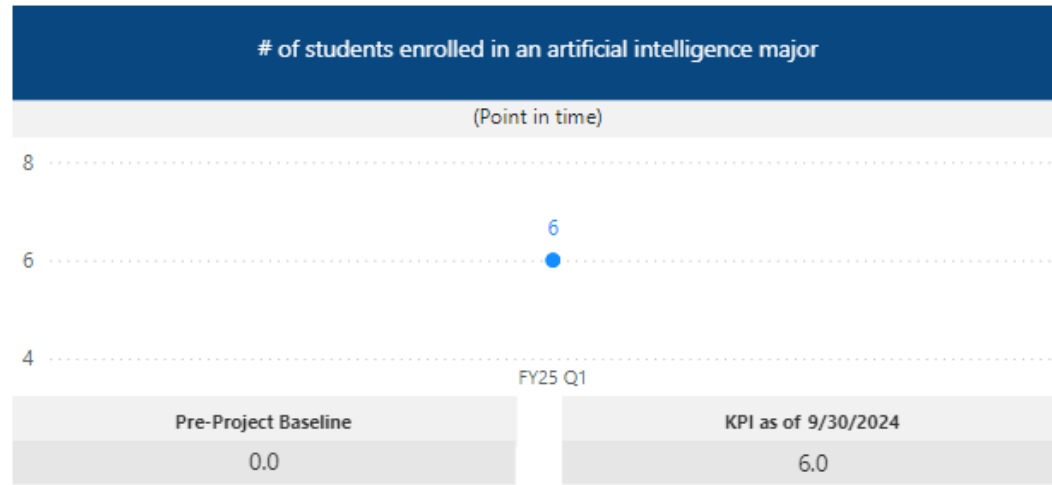 # of students enrolled in an artificial intelligence major
(Point in time)
8
6
6
4
FY25 Q1
Pre-Project Baseline
KPI as of 9/30/2024
0.0
6.0